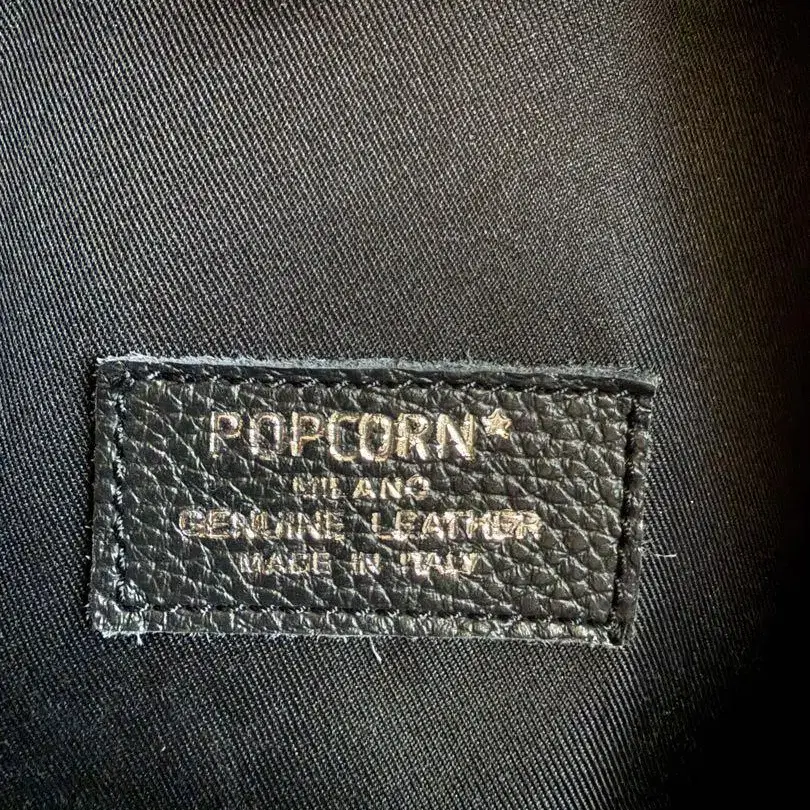 POPCORN*
MILANO
GENUINE LEATHER
MADE IN ITALY